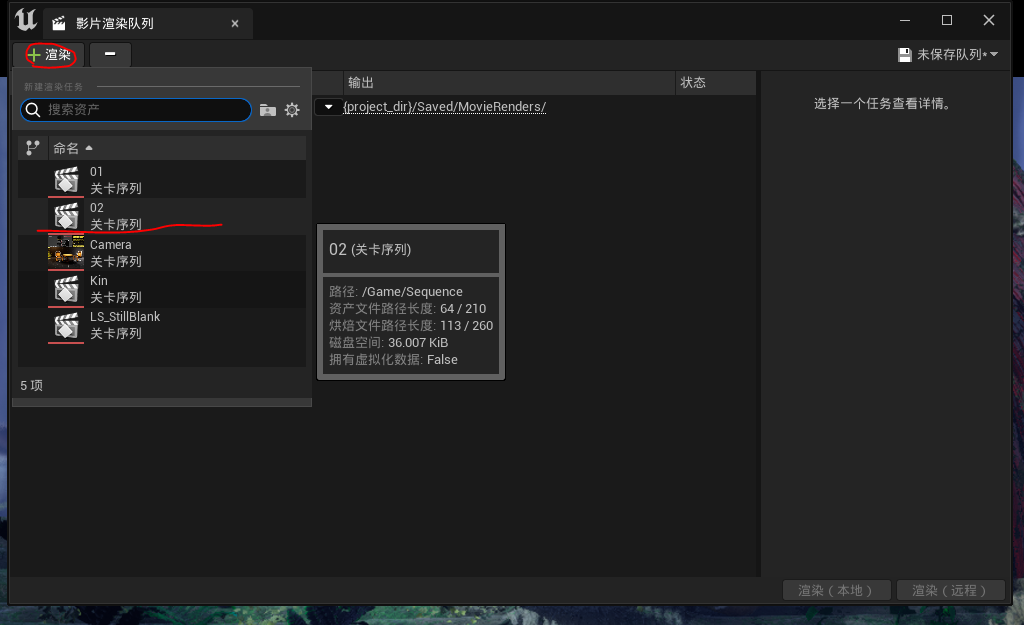 影片渲染队列
渲染
未保存队列*
新建渲染任务
搜索资产
输出
状态
{project_dir}/Saved/MovieRenders/
选择一个任务查看详情。
命名
01
关卡序列
02
关卡序列
Camera
关卡序列
Kin
关卡序列
LS_StillBlank
关卡序列
5 项
02 (关卡序列)
路径: /Game/Sequence
资产文件路径长度: 64 / 210
烘焙文件路径长度: 113 / 260
磁盘空间: 36.007 KiB
拥有虚拟化数据: False
渲染（本地）
渲染（远程）